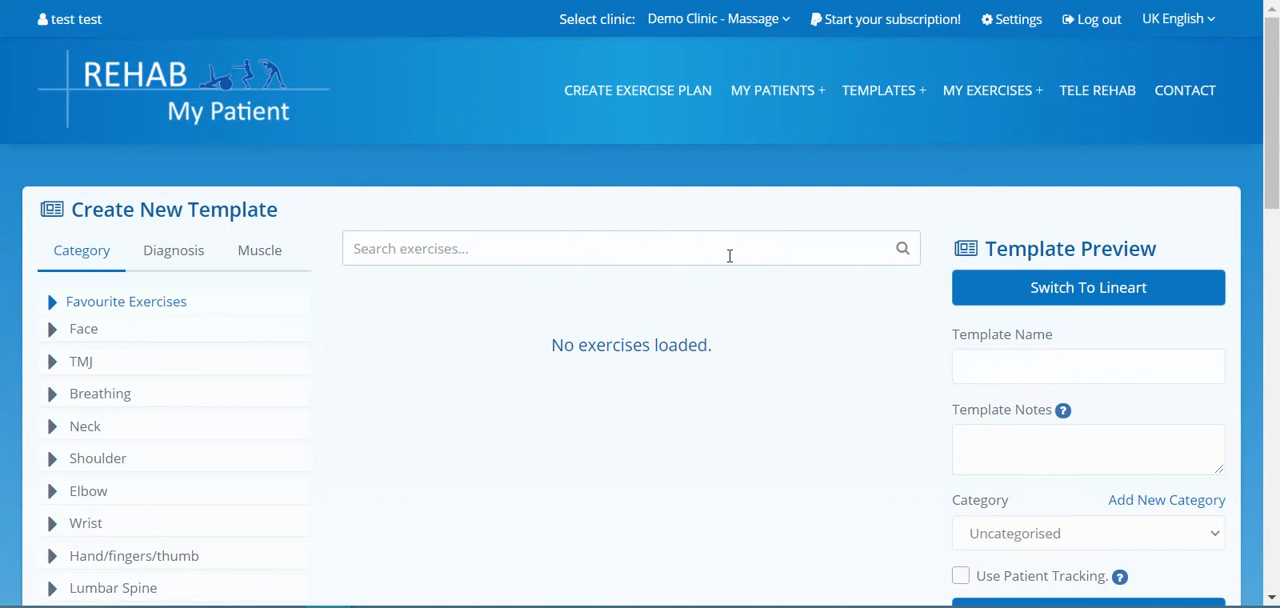 test test
Select clinic: Demo Clinic - Massage
Start your subscription!
Settings
Log out
UK English
REHAB
My Patient
CREATE EXERCISE PLAN
MY PATIENTS +
TEMPLATES +
MY EXERCISES +
TELE REHAB
CONTACT
Create New Template
Category
Diagnosis
Muscle
Favourite Exercises
Face
TMJ
Breathing
Neck
Shoulder
Elbow
Wrist
Hand/fingers/thumb
Lumbar Spine
Search exercises...
No exercises loaded.
Template Preview
Switch To Lineart
Template Name
Template Notes ?
Category
Add New Category
Uncategorised
Use Patient Tracking. ?